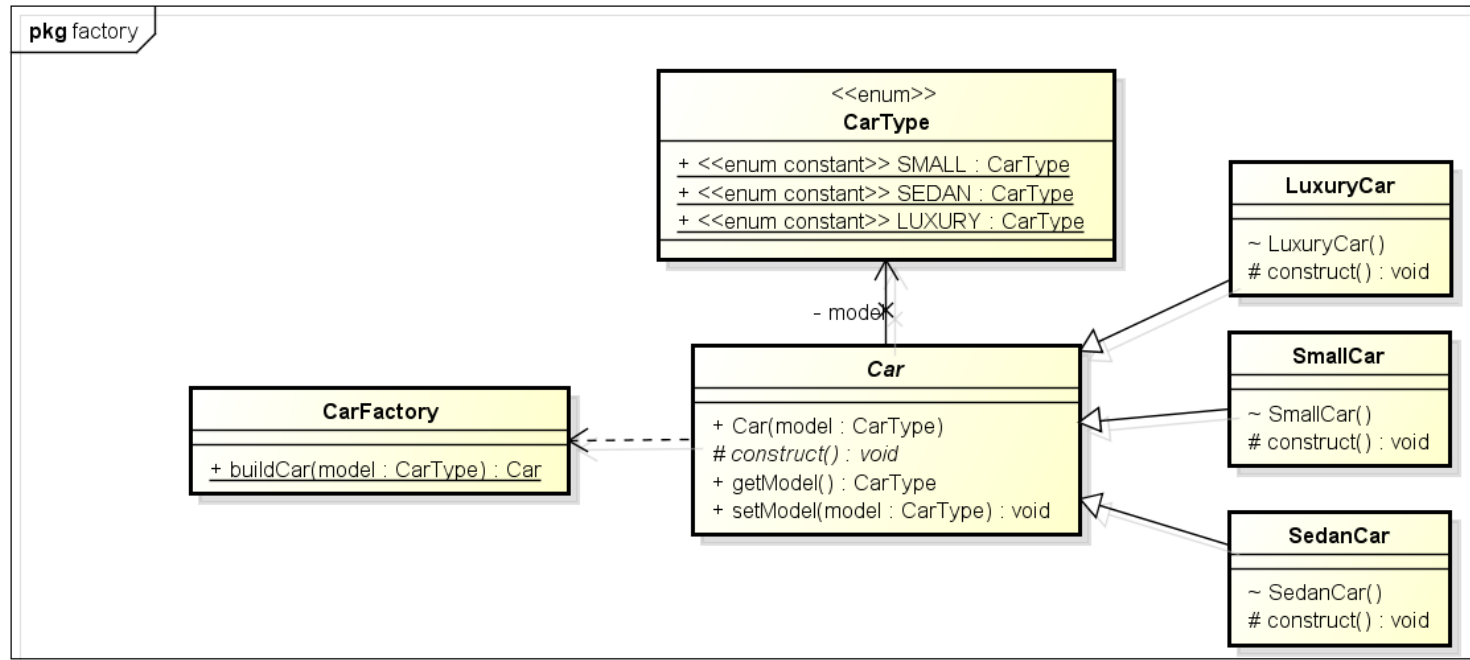 pkg factory
<<enum>>
CarType
+ <<enum constant>> SMALL : CarType
+ <<enum constant>> SEDAN : CarType
+ <<enum constant>> LUXURY : CarType
- model
Car
+ Car(model : CarType)
# construct() : void
+ getModel() : CarType
+ setModel(model : CarType) : void
CarFactory
+ buildCar(model : CarType) : Car
LuxuryCar
~ LuxuryCar()
# construct() : void
SmallCar
~ SmallCar()
# construct() : void
SedanCar
~ SedanCar()
# construct() : void